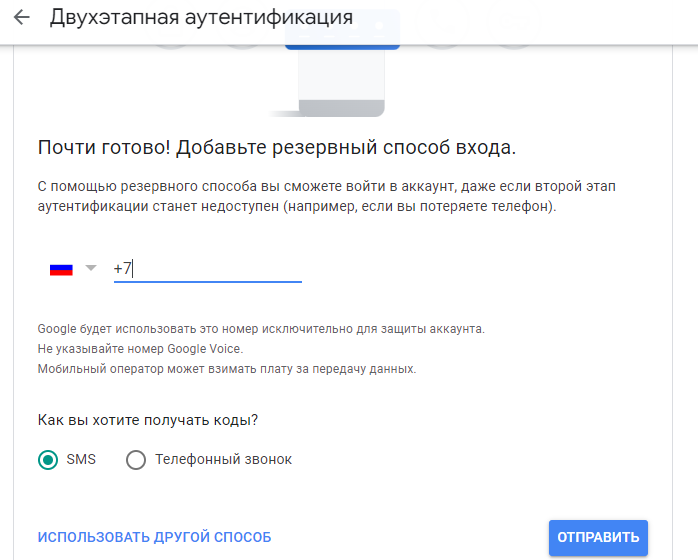 Двухэтапная аутентификация
Почти готово! Добавьте резервный способ входа.
С помощью резервного способа вы сможете войти в аккаунт, даже если второй этап
аутентификации станет недоступен (например, если вы потеряете телефон).
+7
Google будет использовать это номер исключительно для защиты аккаунта.
Не указывайте номер Google Voice.
Мобильный оператор может взимать плату за передачу данных.
Как вы хотите получать коды?
SMS Телефонный звонок
ИСПОЛЬЗОВАТЬ ДРУГОЙ СПОСОБ ОТПРАВИТЬ